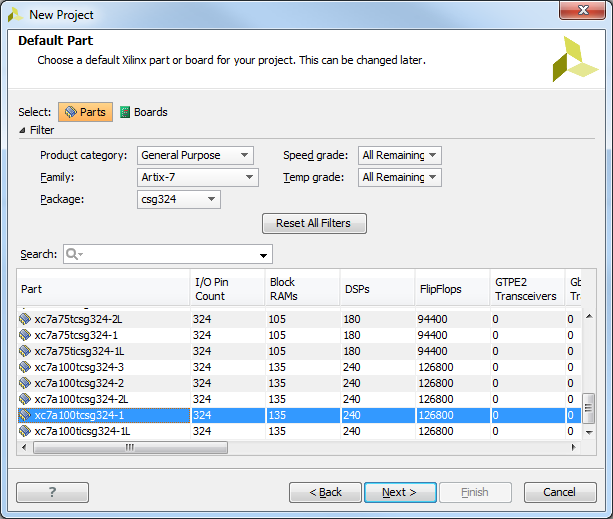 New Project
Default Part
Choose a default Xilinx part or board for your project. This can be changed later.
Select: Parts Boards
Filter
Product category: General Purpose Speed grade: All Remaining
Family: Artix-7 Temp grade: All Remaining
Package: csg324
Reset All Filters
Search:
Part I/O Pin Count Block RAMs DSPs FlipFlops GTPE2 Transceivers Gb Tra
xc7a75tcsg324-2L 324 105 180 94400 0 0
xc7a75tcsg324-1 324 105 180 94400 0 0
xc7a75ticsg324-1L 324 105 180 94400 0 0
xc7a100tcsg324-3 324 135 240 126800 0 0
xc7a100tcsg324-2 324 135 240 126800 0 0
xc7a100tcsg324-2L 324 135 240 126800 0 0
xc7a100tcsg324-1 324 135 240 126800 0 0
xc7a100ticsg324-1L 324 135 240 126800 0 0
? < Back Next > Finish Cancel